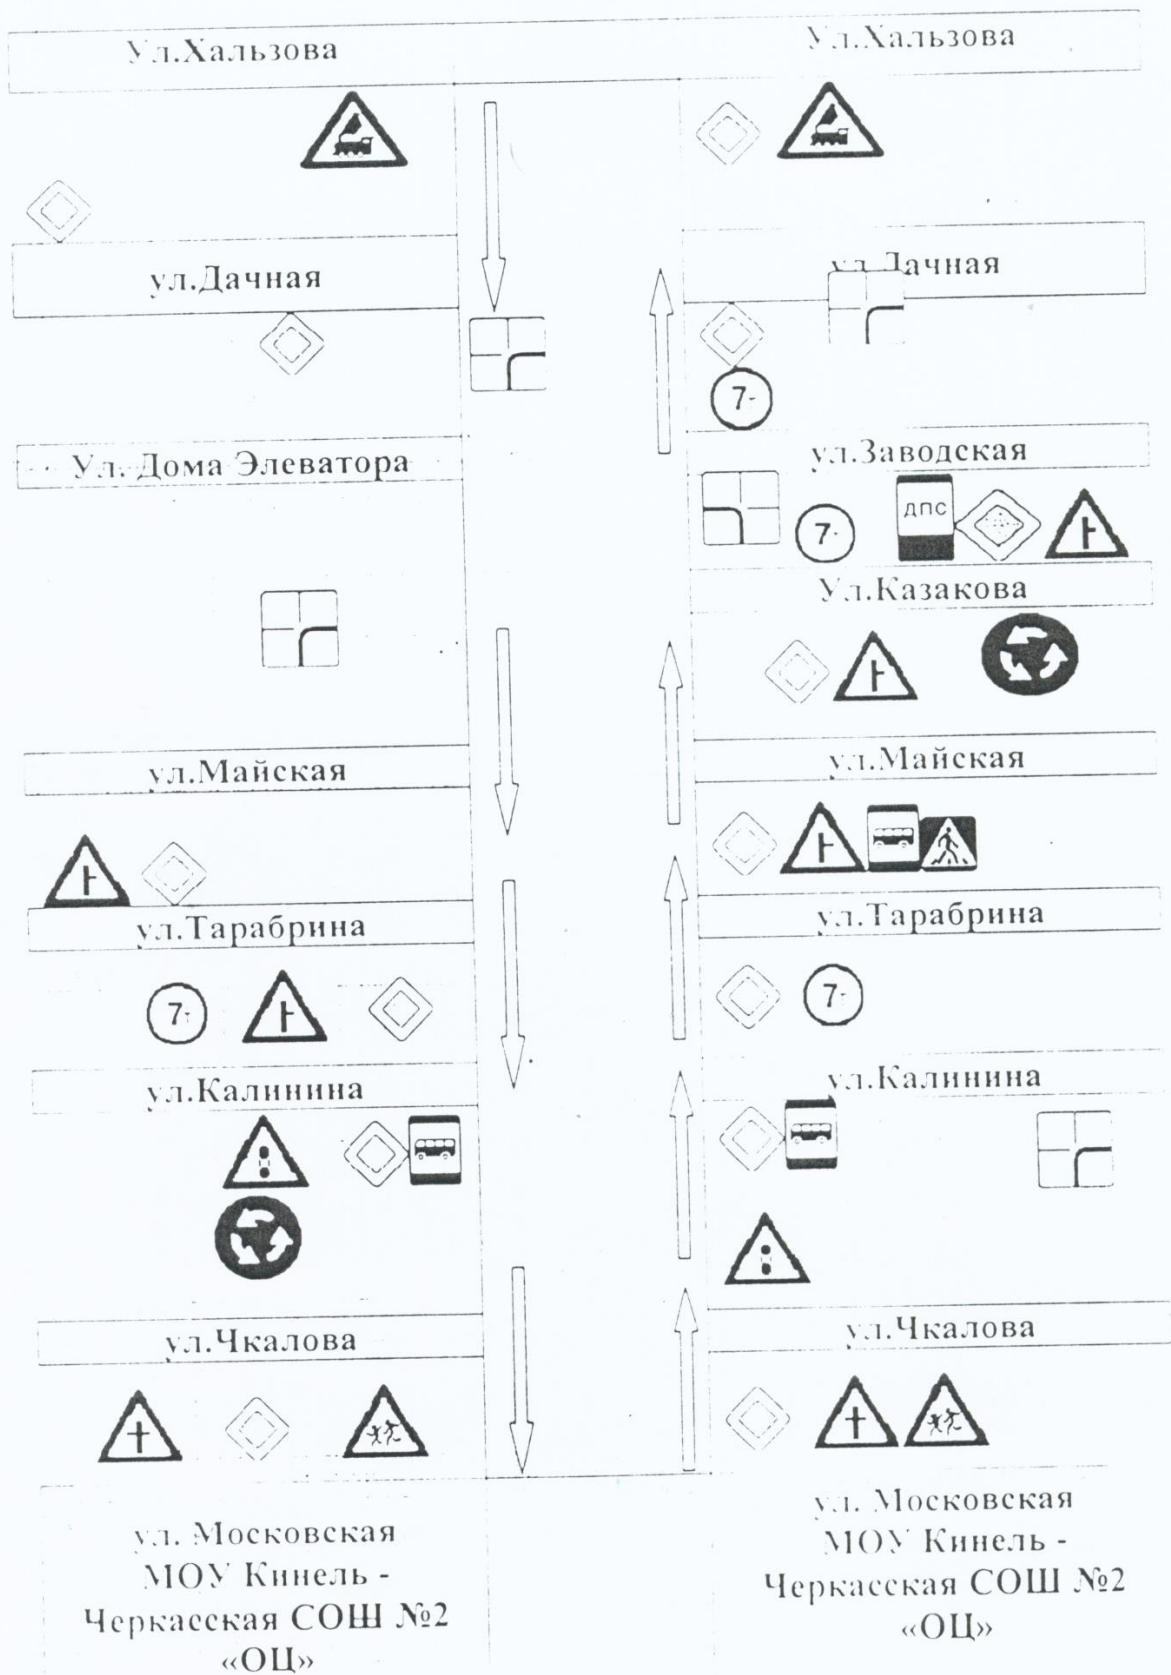 Ул.Хальзова
Ул.Хальзова
ул.Дачная
ул.Дачная
7
Ул. Дома Элеватора
ул.Заводская
7
ДПС
Ул.Казакова
ул.Майская
ул.Майская
ул.Тарабрина
ул.Тарабрина
7
7
ул.Калинина
ул.Калинина
ул.Чкалова
ул.Чкалова
ул. Московская
МОУ Кинель -
Черкасская СОШ №2
«ОЦ»
ул. Московская
МОУ Кинель -
Черкасская СОШ №2
«ОЦ»